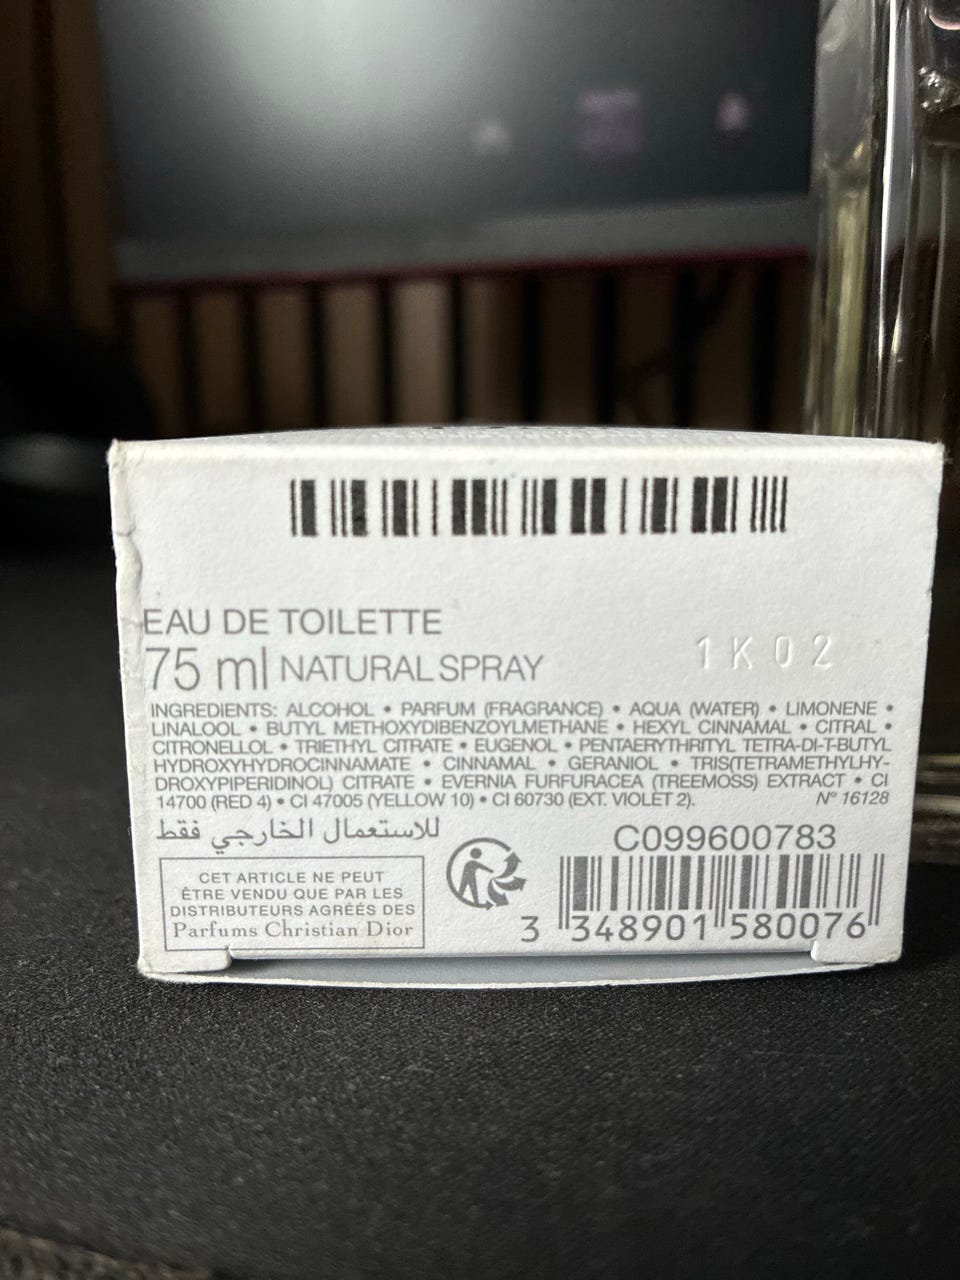 EAU DE TOILETTE
75 ml NATURAL SPRAY
1K02
INGREDIENTS: ALCOHOL • PARFUM (FRAGRANCE) • AQUA (WATER) • LIMONENE •
LINALOOL • BUTYL METHOXYDIBENZOYLMETHANE • HEXYL CINNAMAL • CITRAL •
CITRONELLOL • TRIETHYL CITRATE • EUGENOL • PENTAERYTHRITYL TETRA-DI-T-BUTYL
HYDROXYHYDROCINNAMATE • CINNAMAL • GERANIOL • TRIS(TETRAMETHYLHY-
DROXYPIPERIDINOL) CITRATE • EVERNIA FURFURACEA (TREEMOSS) EXTRACT • CI
14700 (RED 4) • CI 47005 (YELLOW 10) • CI 60730 (EXT. VIOLET 2). N° 16128
للاستعمال الخارجي فقط
CET ARTICLE NE PEUT
ÊTRE VENDU QUE PAR LES
DISTRIBUTEURS AGRÉÉS DES
Parfums Christian Dior
C099600783
3 348901 580076